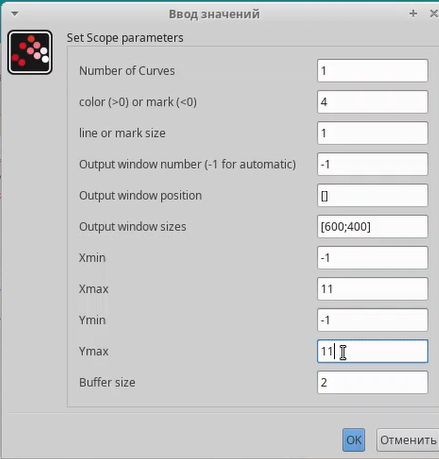 Ввод значений
Set Scope parameters
Number of Curves 1
color (>0) or mark (<0) 4
line or mark size 1
Output window number (-1 for automatic) -1
Output window position []
Output window sizes [600;400]
Xmin -1
Xmax 11
Ymin -1
Ymax 11
Buffer size 2
OK Отменить